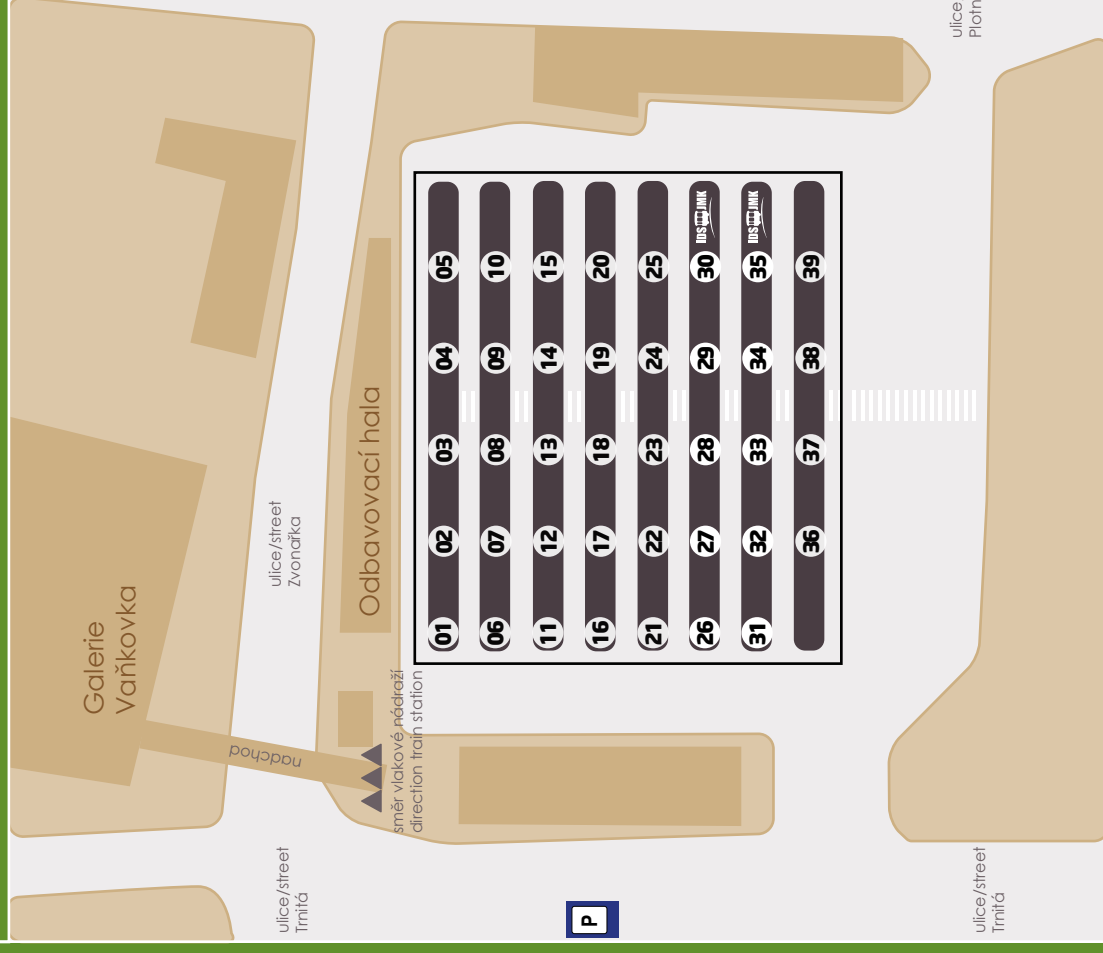 ulice
Plotn
Galerie
Vaňkovka
ulice/street
Zvonařka
Odbavovací hala
nadchod
směr vlakové nádraží
direction train station
ulice/street
Trnitá
ulice/street
Trnitá
P
01 02 03 04 05
06 07 08 09 10
11 12 13 14 15
16 17 18 19 20
21 22 23 24 25
26 27 28 29 30 IDS JMK
31 32 33 34 35 IDS JMK
36 37 38 39